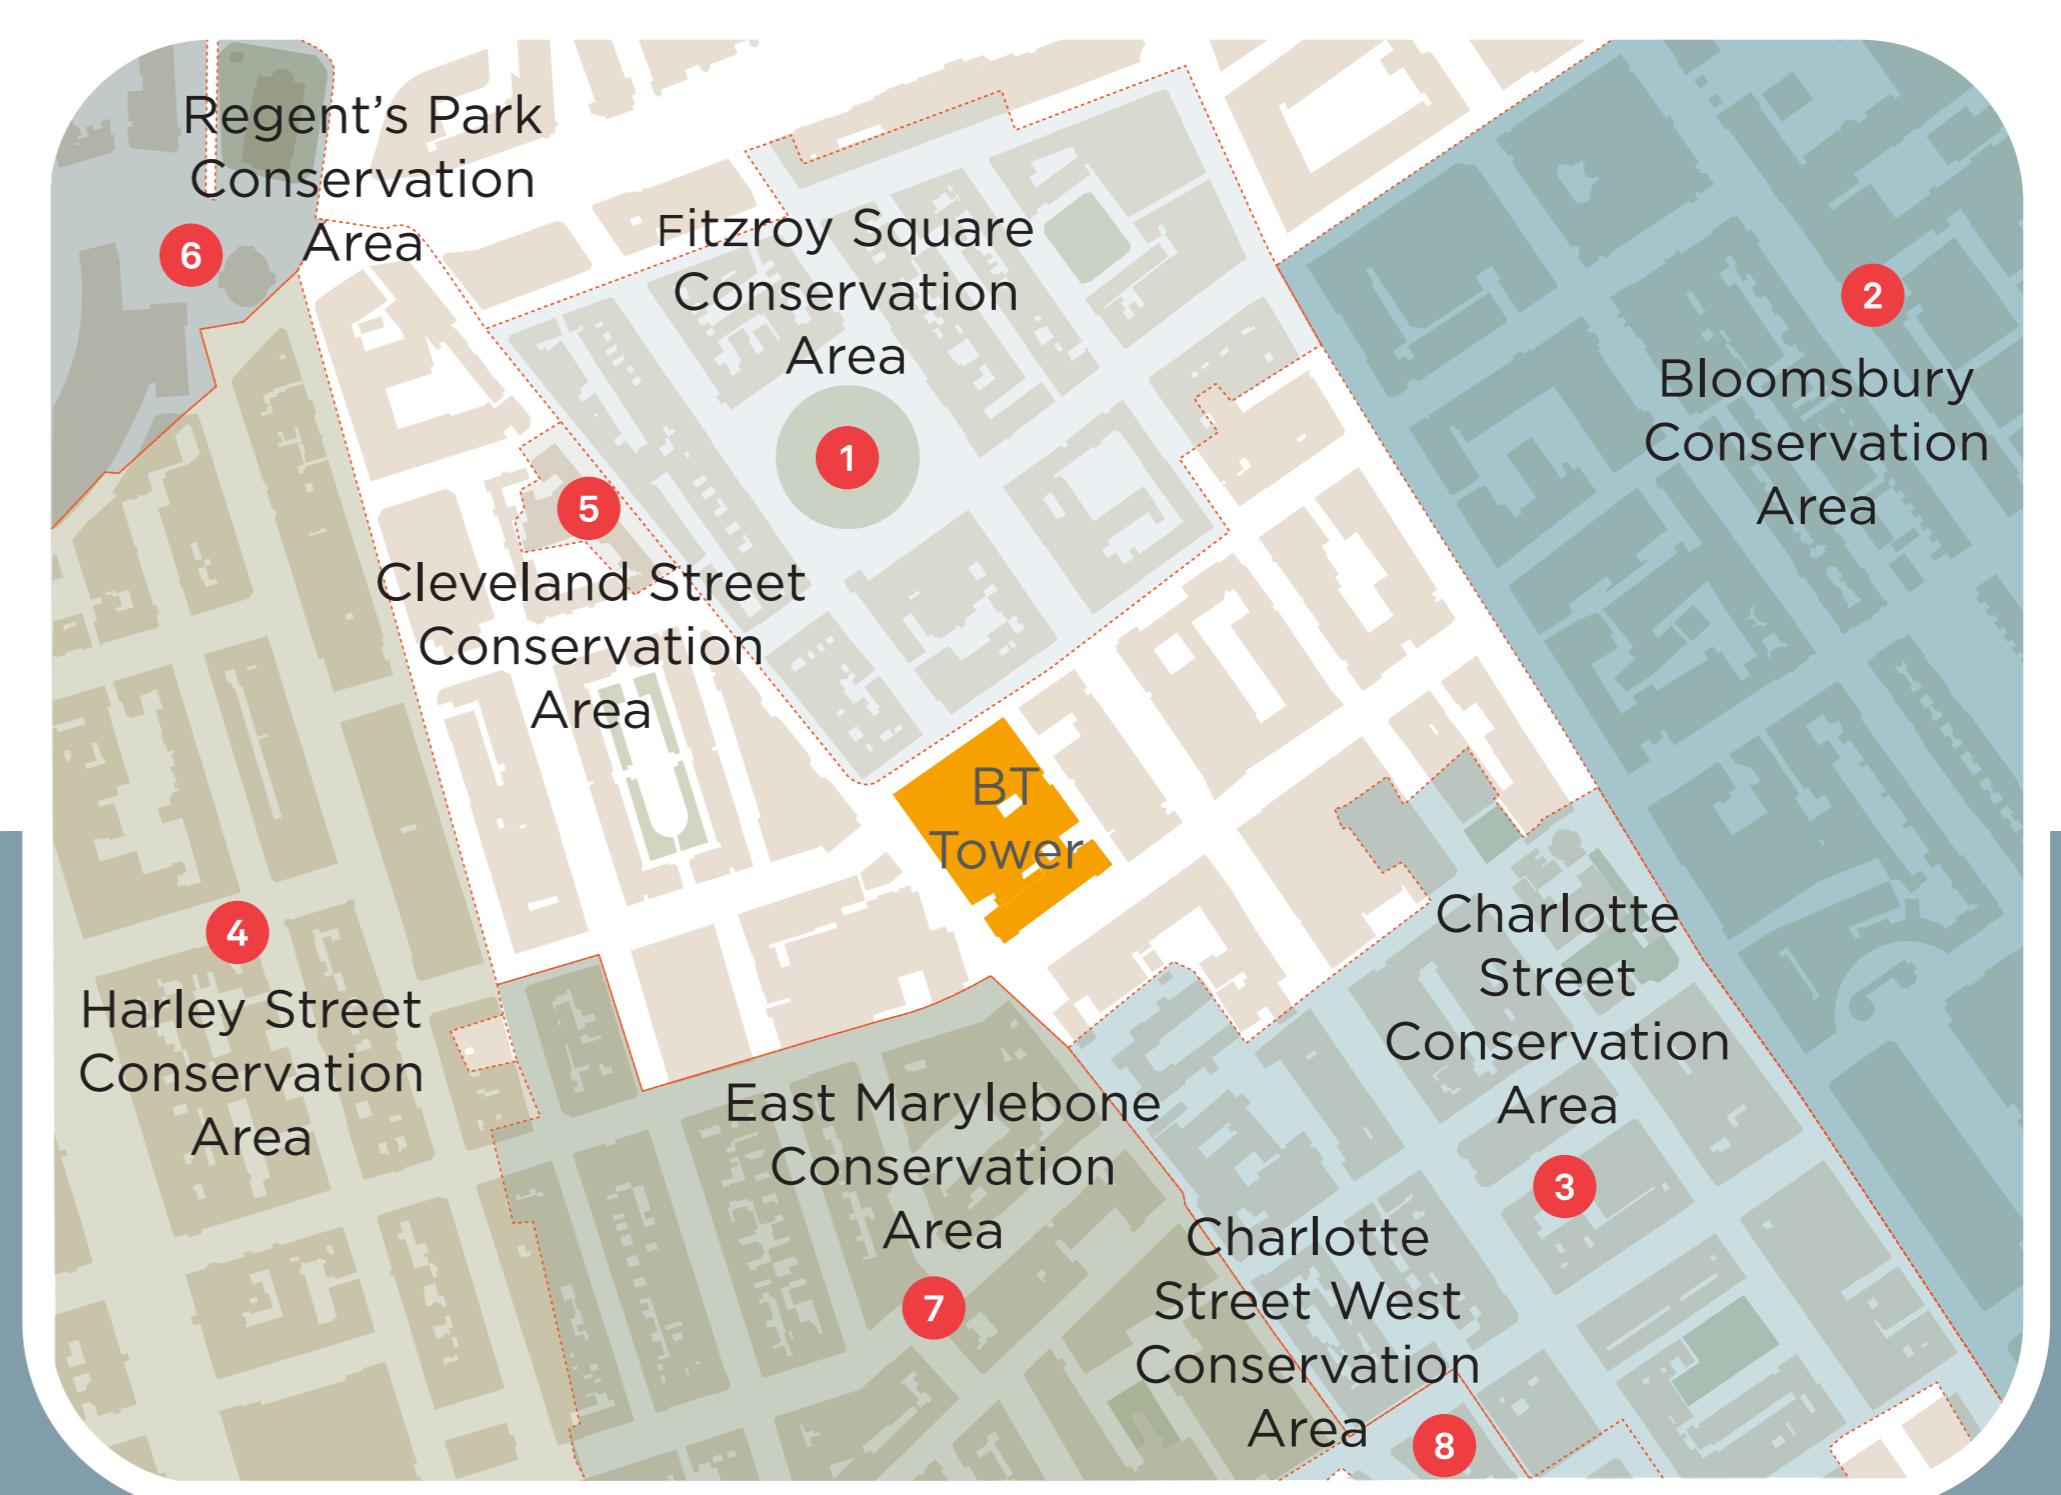 Regent's Park
Conservation
Area
6
Fitzroy Square
Conservation
Area
1
2
Bloomsbury
Conservation
Area
5
Cleveland Street
Conservation
Area
BT
Tower
4
Harley Street
Conservation
Area
Charlotte
Street
Conservation
Area
3
East Marylebone
Conservation
Area
7
Charlotte
Street West
Conservation
Area
8